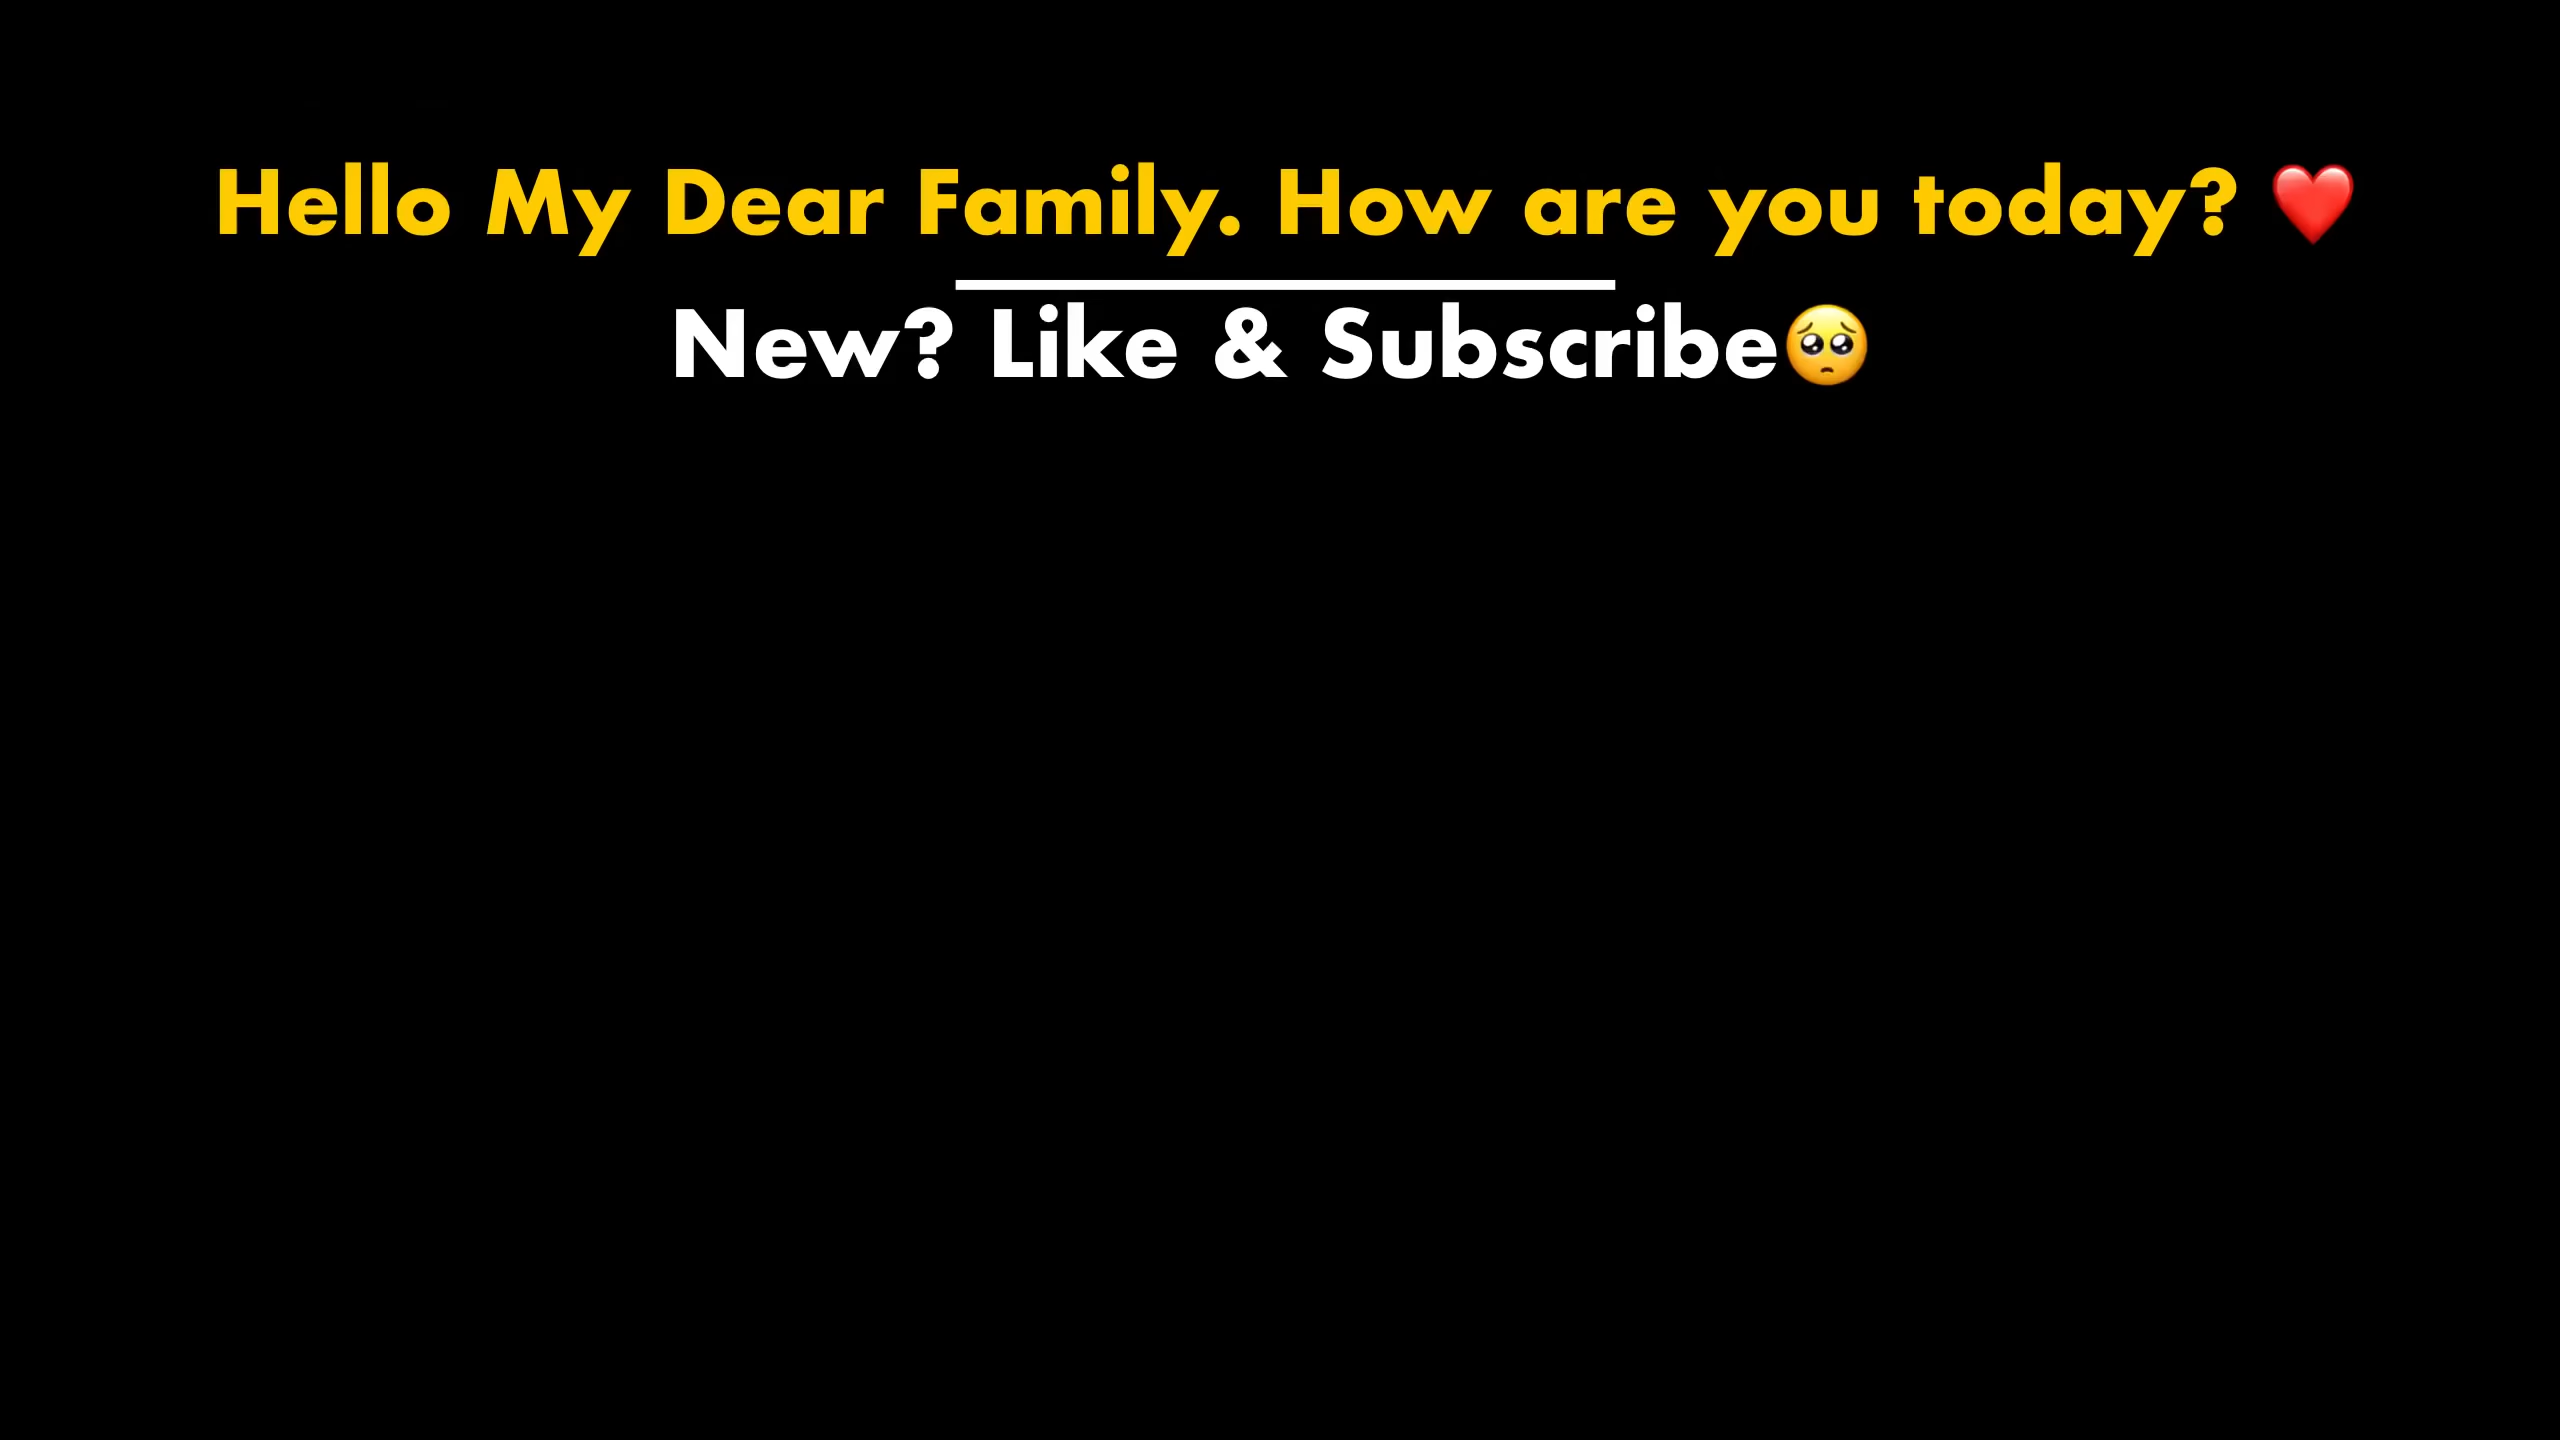 Hello My Dear Family. How are you today? ❤️
New? Like & Subscribe🥺